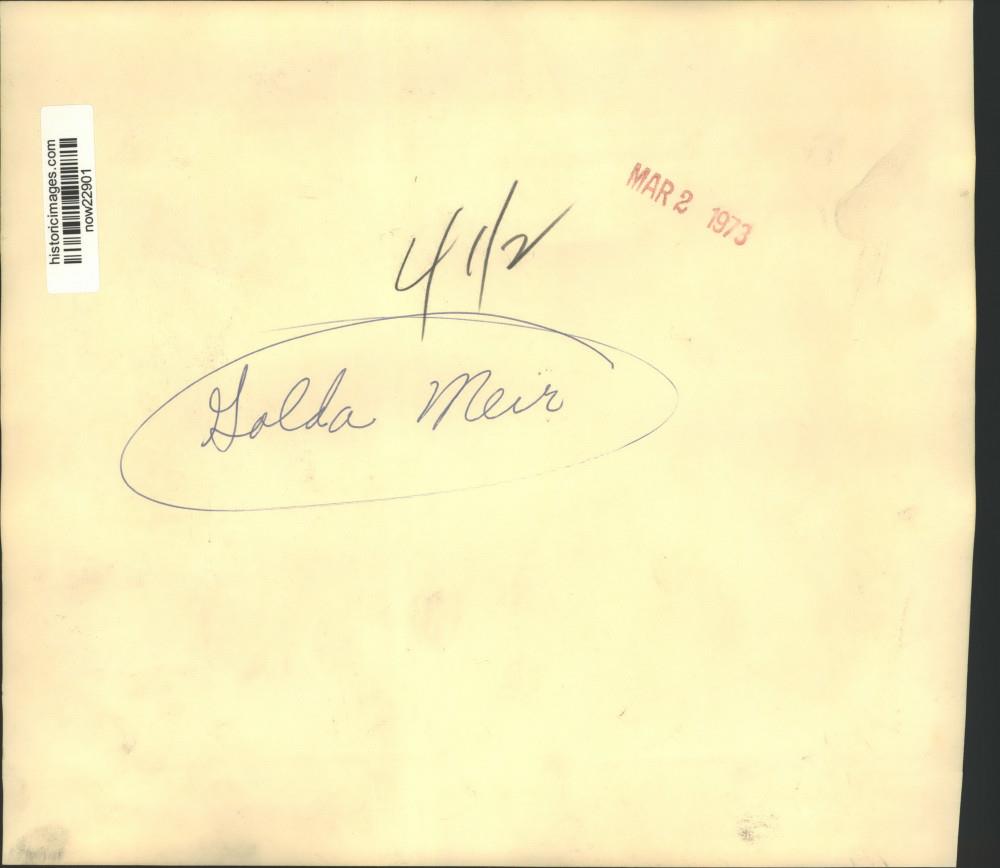 historicimages.com
now22901
MAR 2 1973
4 1/2
Golda Meir